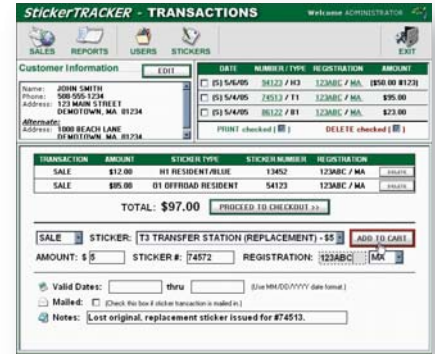 StickerTRACKER - TRANSACTIONS
Welcome ADMINISTRATOR
SALES REPORTS USERS STICKERS EXIT
Customer Information EDIT
Name: JOHN SMITH
Phone: 508-555-1234
Address: 123 MAIN STREET
DEMOTOWN, MA 01234
Alternate:
Address: 1000 BEACH LANE
DEMOTOWN, MA 01234
DATE NUMBER / TYPE REGISTRATION AMOUNT
(S) 5/6/05 54123 / H3 123ABC / MA ($50.00 #123)
(S) 5/4/05 74513 / T1 123ABC / MA $95.00
(S) 5/4/05 86122 / B1 123ABC / MA $23.00
PRINT checked ( ) DELETE checked ( )
TRANSACTION AMOUNT STICKER TYPE STICKER NUMBER REGISTRATION
SALE $12.00 H1 RESIDENT/BLUE 13452 123ABC / MA DELETE
SALE $85.00 O1 OFFROAD RESIDENT 54123 123ABC / MA DELETE
TOTAL: $97.00 PROCEED TO CHECKOUT >>
SALE STICKER: T3 TRANSFER STATION (REPLACEMENT) - $5 ADD TO CART
AMOUNT: $ 5 STICKER #: 74572 REGISTRATION: 123ABC MA
Valid Dates: thru (Use MM/DD/YYYY date format.)
Mailed: (Check this box if sticker transaction is mailed in.)
Notes: Lost original, replacement sticker issued for #74513.